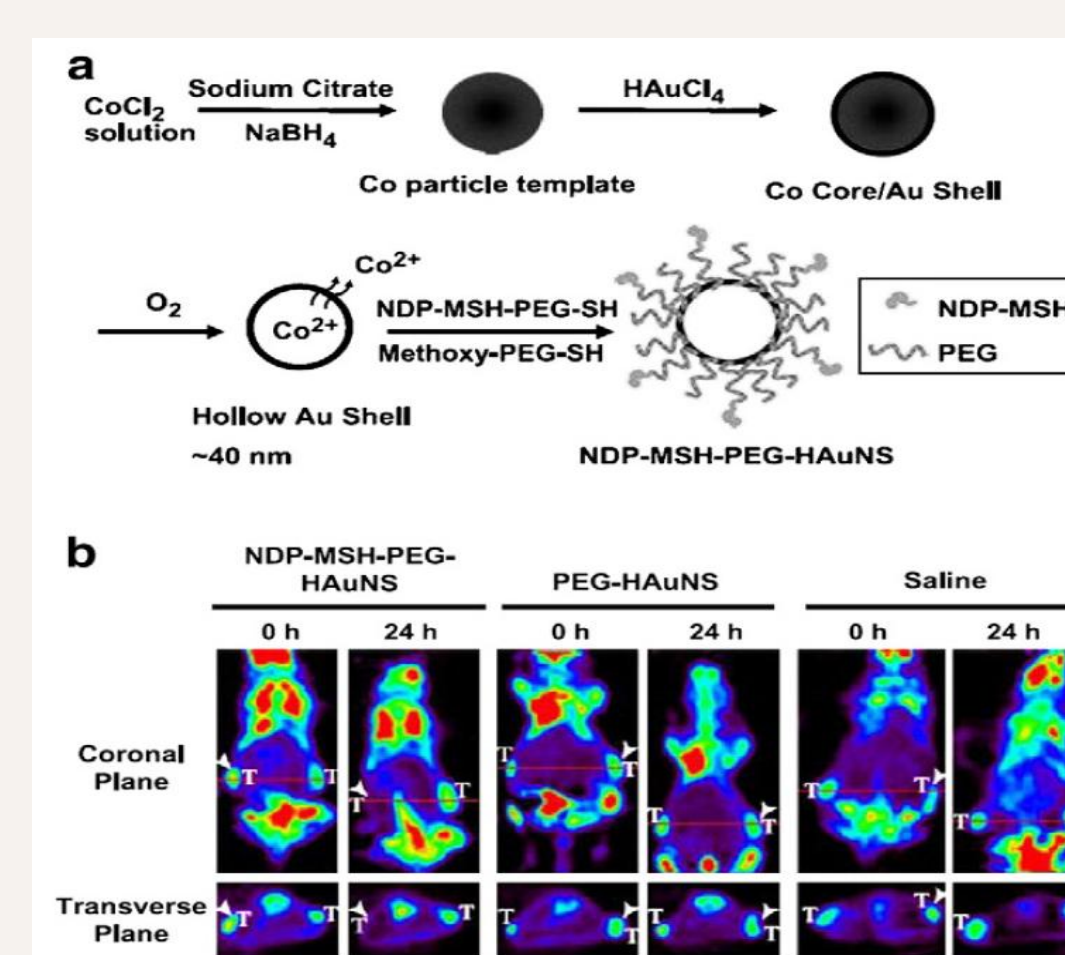 a
CoCl2
solution
Sodium Citrate
NaBH4
HAuCl4
Co particle template
Co Core/Au Shell
O2
Co2+
Co2+
NDP-MSH-PEG-SH
Methoxy-PEG-SH
NDP-MSH
PEG
Hollow Au Shell
~40 nm
NDP-MSH-PEG-HAuNS
b
NDP-MSH-PEG-
HAuNS
PEG-HAuNS
Saline
0 h
24 h
0 h
24 h
0 h
24 h
Coronal
Plane
T
T
T
T
T
T
T
T
T
T
T
Transverse
Plane
T
T
T
T
T
T
T
T
T
T
T